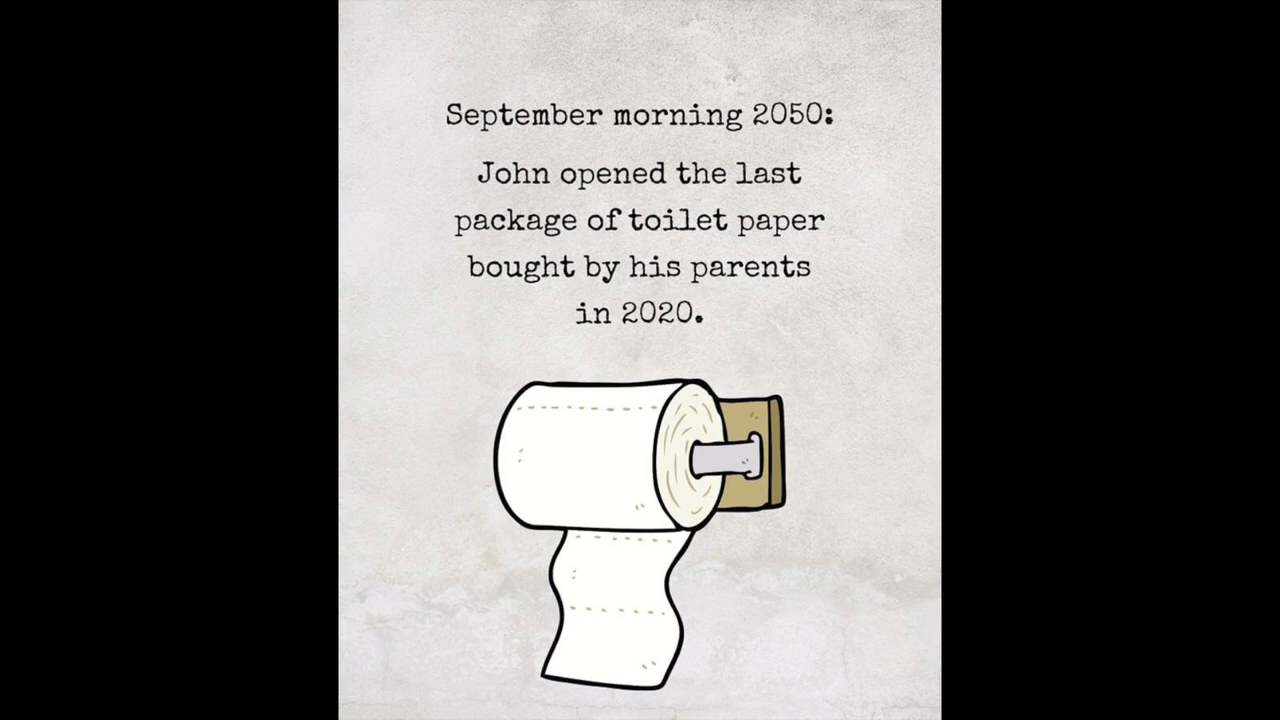 September morning 2050:
John opened the last
package of toilet paper
bought by his parents
in 2020.